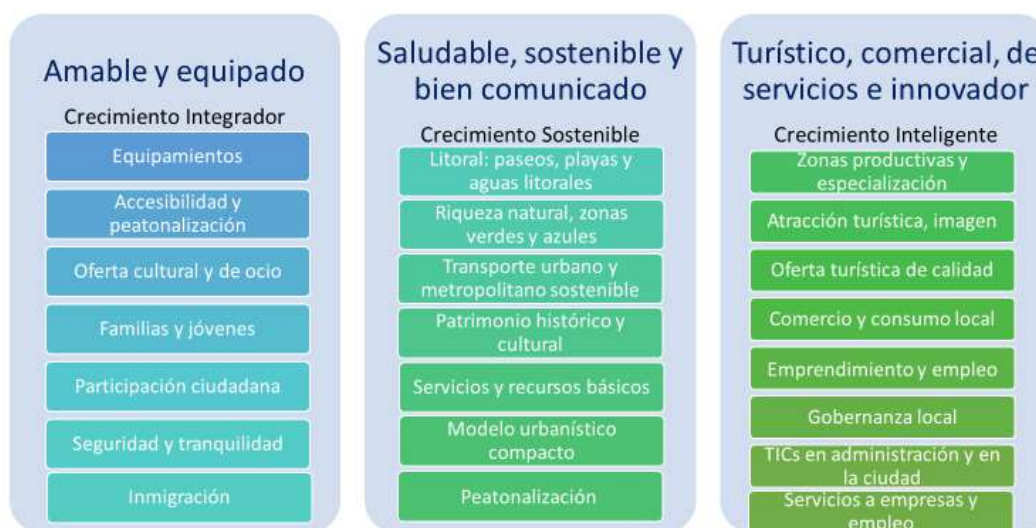 Amable y equipado
Crecimiento Integrador
Equipamientos
Accesibilidad y
peatonalización
Oferta cultural y de ocio
Familias y jóvenes
Participación ciudadana
Seguridad y tranquilidad
Inmigración
Saludable, sostenible y
bien comunicado
Crecimiento Sostenible
Litoral: paseos, playas y
aguas litorales
Riqueza natural, zonas
verdes y azules
Transporte urbano y
metropolitano sostenible
Patrimonio histórico y
cultural
Servicios y recursos básicos
Modelo urbanístico
compacto
Peatonalización
Turístico, comercial, de
servicios e innovador
Crecimiento Inteligente
Zonas productivas y
especialización
Atracción turística, imagen
Oferta turística de calidad
Comercio y consumo local
Emprendimiento y empleo
Gobernanza local
TICs en administración y en
la ciudad
Servicios a empresas y
empleo